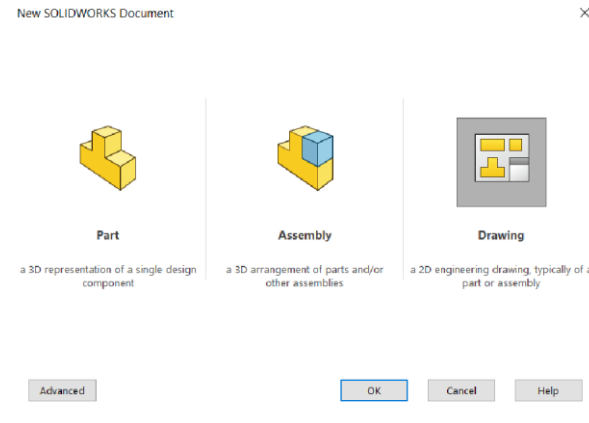 New SOLIDWORKS Document
Part
Assembly
Drawing
a 3D representation of a single design
component
a 3D arrangement of parts and/or
other assemblies
a 2D engineering drawing, typically of a
part or assembly
Advanced
OK
Cancel
Help